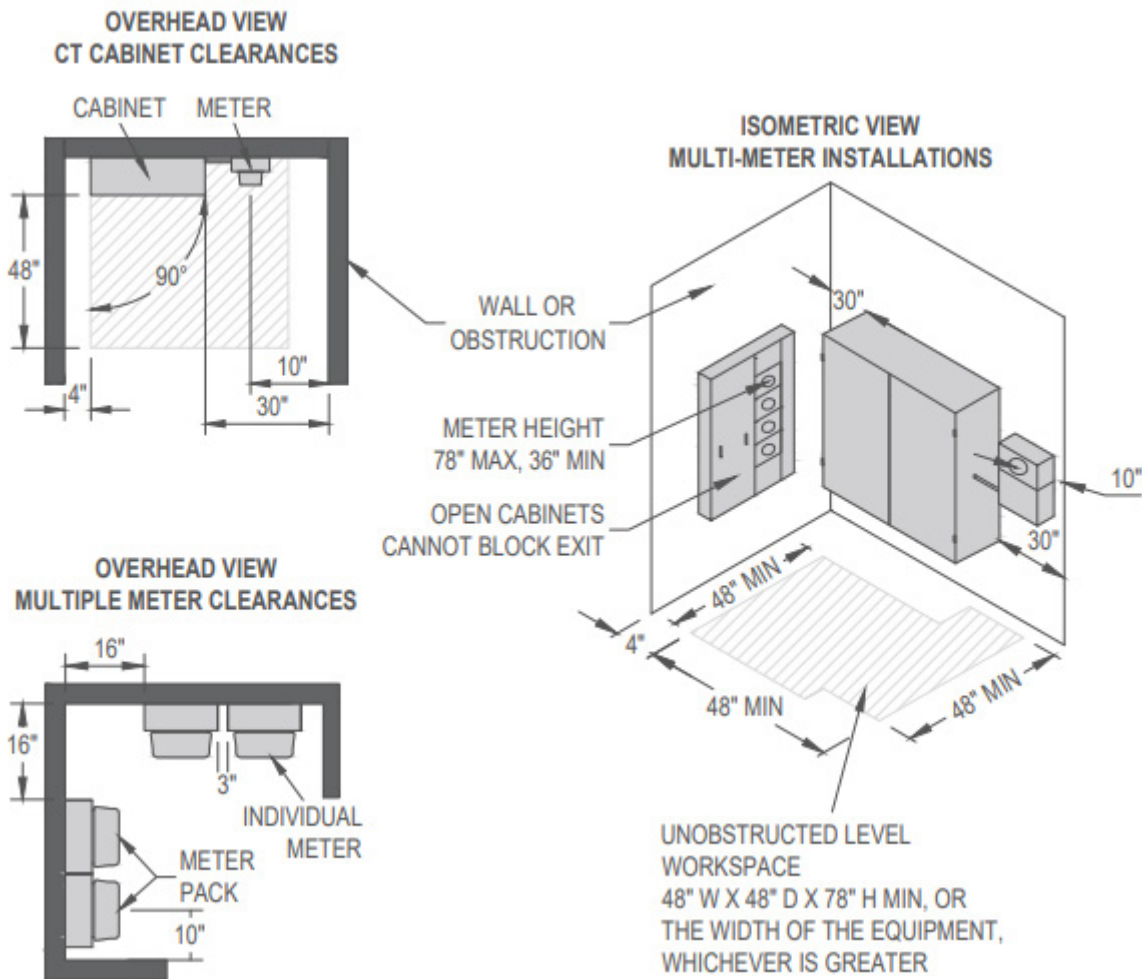 OVERHEAD VIEW
CT CABINET CLEARANCES
CABINET
METER
48"
90°
4"
10"
30"
WALL OR
OBSTRUCTION
ISOMETRIC VIEW
MULTI-METER INSTALLATIONS
30"
METER HEIGHT
78" MAX, 36" MIN
OPEN CABINETS
CANNOT BLOCK EXIT
10"
30"
48" MIN
4"
48" MIN
48" MIN
UNOBSTRUCTED LEVEL
WORKSPACE
48" W X 48" D X 78" H MIN, OR
THE WIDTH OF THE EQUIPMENT,
WHICHEVER IS GREATER
OVERHEAD VIEW
MULTIPLE METER CLEARANCES
16"
16"
3"
INDIVIDUAL
METER
METER
PACK
10"